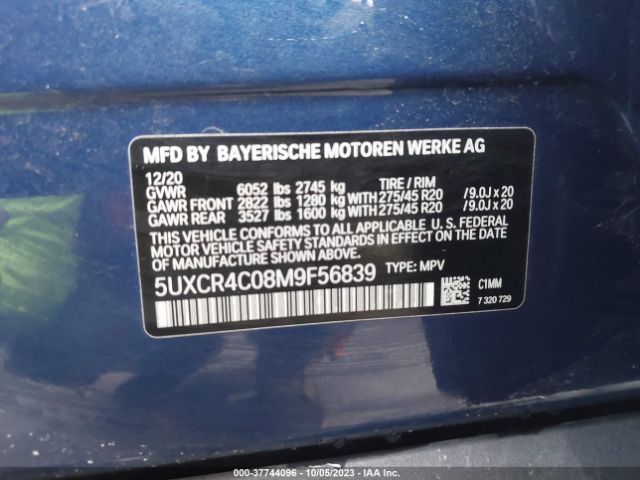 MFD BY BAYERISCHE MOTOREN WERKE AG
12/20
GVWR 6052 lbs 2745 kg TIRE / RIM
GAWR FRONT 2822 lbs 1280 kg WITH 275/45 R20 / 9.0J x 20
GAWR REAR 3527 lbs 1600 kg WITH 275/45 R20 / 9.0J x 20
THIS VEHICLE CONFORMS TO ALL APPLICABLE U. S. FEDERAL
MOTOR VEHICLE SAFETY STANDARDS IN EFFECT ON THE DATE
OF MANUFACTURE SHOWN ABOVE.
5UXCR4C08M9F56839 TYPE: MPV
C1MM
7 320 729
00-37744096 - 10/05/2023 - IAA Inc.